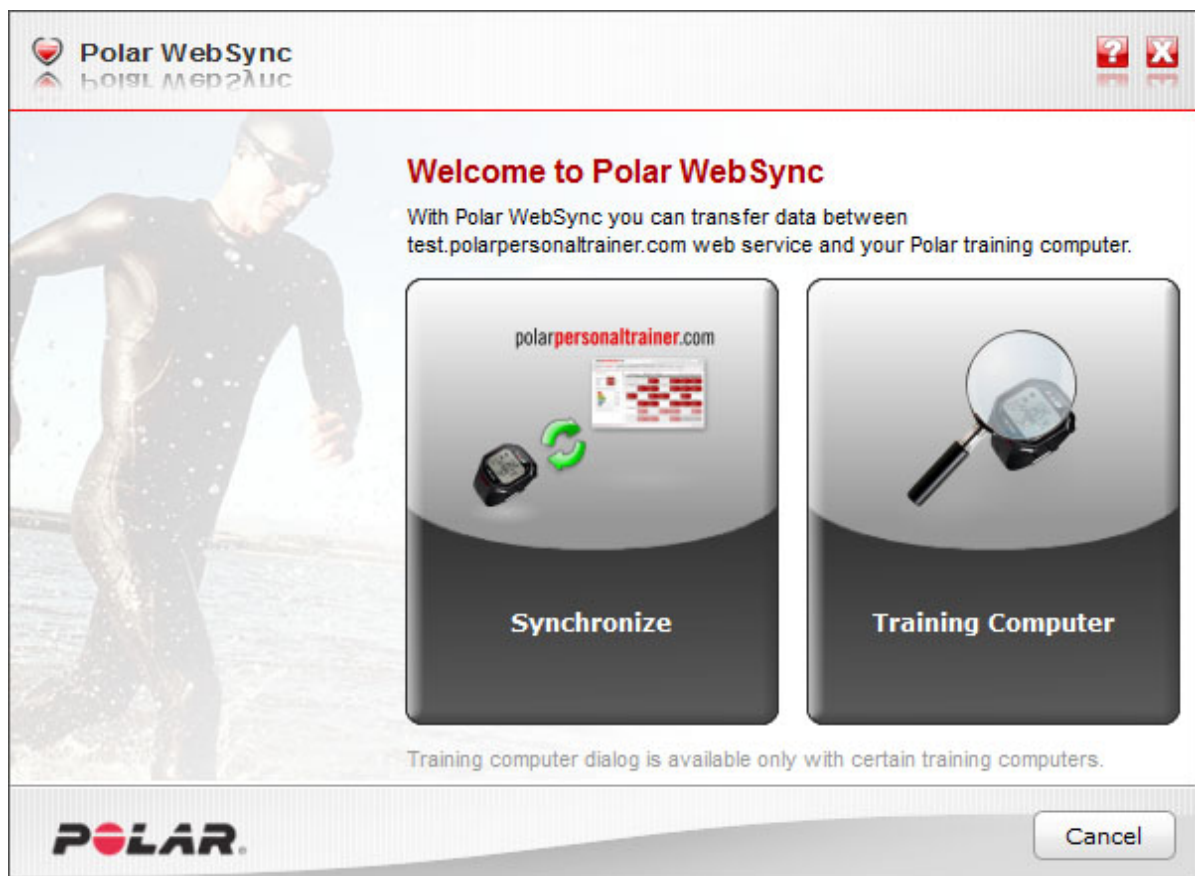 Polar WebSync
Welcome to Polar WebSync
With Polar WebSync you can transfer data between
test.polarpersonaltrainer.com web service and your Polar training computer.
polarpersonaltrainer.com
Synchronize
Training Computer
Training computer dialog is available only with certain training computers.
POLAR
Cancel